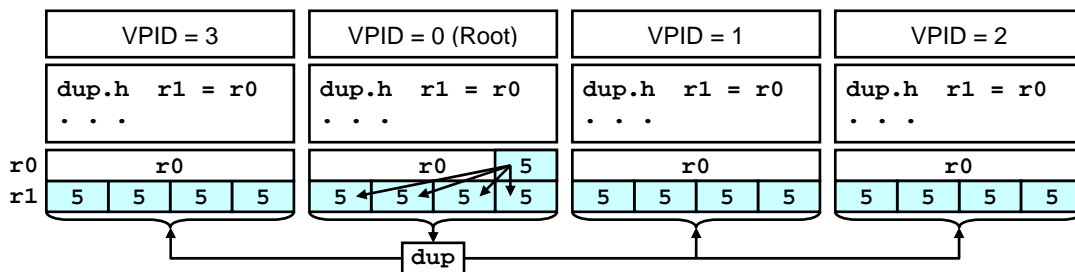 VPID = 3 VPID = 0 (Root) VPID = 1 VPID = 2
dup.h r1 = r0 dup.h r1 = r0 dup.h r1 = r0 dup.h r1 = r0
. . . . . . . . . . . .
r0 r0 r0 5 r0 r0
r1 5 5 5 5 5 5 5 5 5 5 5 5 5 5 5 5
dup